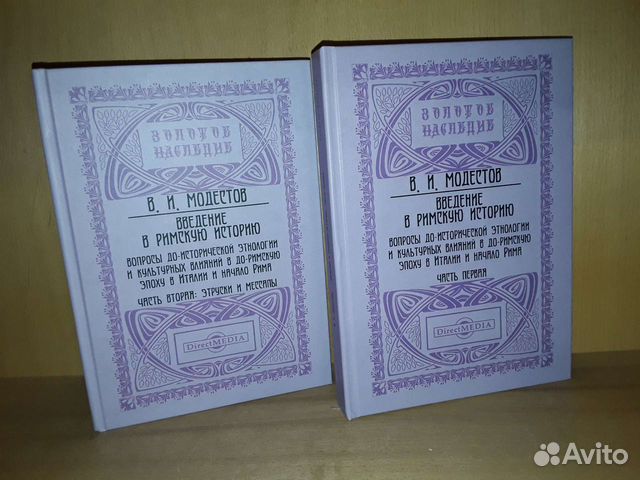 ЗОЛОТОЕ
НАСЛЕДИЕ
В. И. МОДЕСТОВ
ВВЕДЕНИЕ
В РИМСКУЮ ИСТОРИЮ
ВОПРОСЫ ДО-ИСТОРИЧЕСКОЙ ЭТНОЛОГИИ
И КУЛЬТУРНЫХ ВЛИЯНИЙ В ДО-РИМСКУЮ
ЭПОХУ В ИТАЛИИ И НАЧАЛО РИМА
ЧАСТЬ ВТОРАЯ: ЭТРУСКИ И МЕССАПЫ
DirectMEDIA
ЗОЛОТОЕ
НАСЛЕДИЕ
В. И. МОДЕСТОВ
ВВЕДЕНИЕ
В РИМСКУЮ ИСТОРИЮ
ВОПРОСЫ ДО-ИСТОРИЧЕСКОЙ ЭТНОЛОГИИ
И КУЛЬТУРНЫХ ВЛИЯНИЙ В ДО-РИМСКУЮ
ЭПОХУ В ИТАЛИИ И НАЧАЛО РИМА
ЧАСТЬ ПЕРВАЯ
DirectMEDIA
Avito